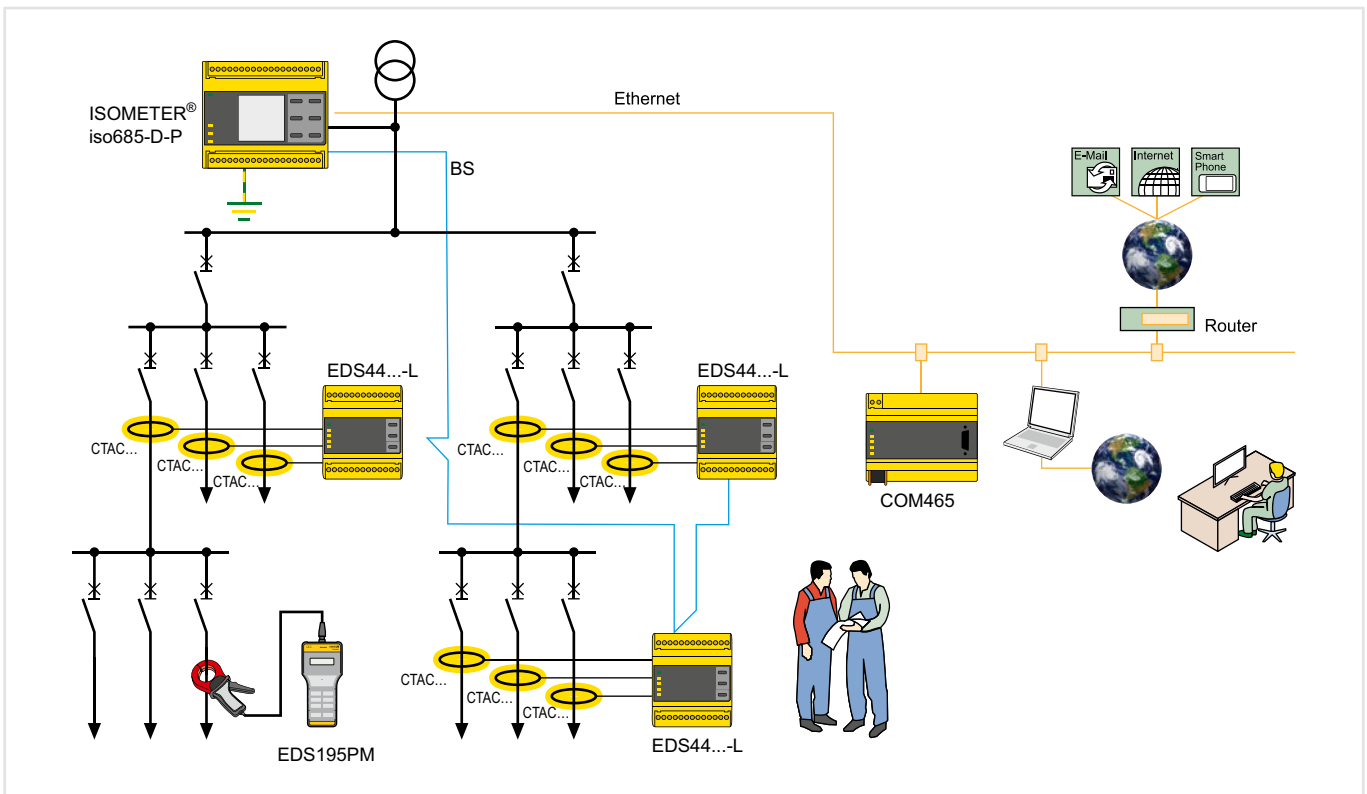 ISOMETER®
iso685-D-P
Ethernet
BS
E-Mail
Internet
Smart
Phone
Router
EDS44...-L
EDS44...-L
CTAC...
CTAC...
CTAC...
CTAC...
CTAC...
CTAC...
COM465
CTAC...
CTAC...
CTAC...
EDS195PM
EDS44...-L